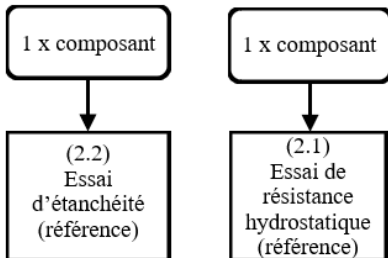 1 x composant
(2.2)
Essai
d'étanchéité
(référence)
1 x composant
(2.1)
Essai de
résistance
hydrostatique
(référence)